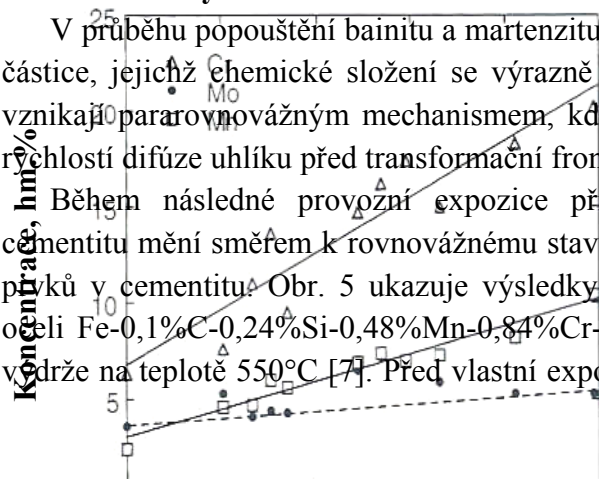 25
V průběhu popouštění bainitu a martenzitu
částice, jejichž chemické složení se výrazně
Cr
Mo
20
vznikají pararovnovážným mechanismem, kd
Mn
rychlostí difúze uhlíku před transformační fron
15
Během následné provozní expozice př
cementitu mění směrem k rovnovážnému stav
prvků v cementitu. Obr. 5 ukazuje výsledky
10
oceli Fe-0,1%C-0,24%Si-0,48%Mn-0,84%Cr-
výdrže na teplotě 550°C [7]. Před vlastní expo
5
Koncentrace, hm. %